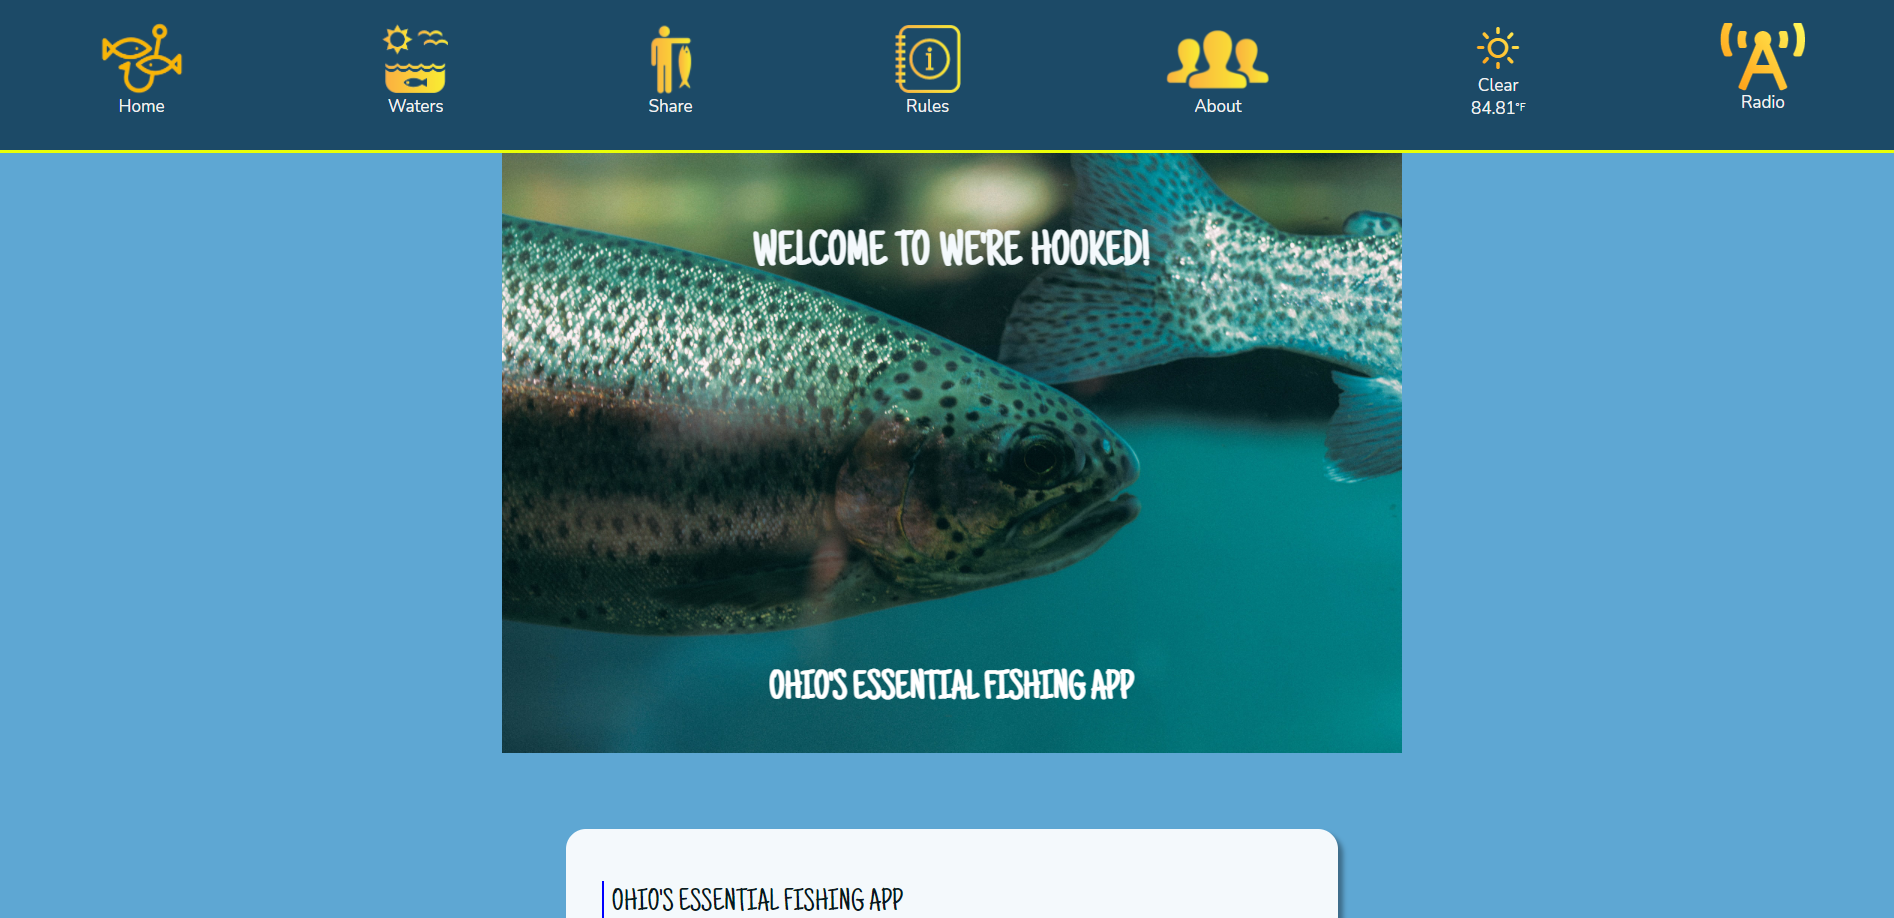 Home
Waters
Share
Rules
About
Clear
84.81°F
Radio
WELCOME TO WE'RE HOOKED!
OHIO'S ESSENTIAL FISHING APP
OHIO'S ESSENTIAL FISHING APP